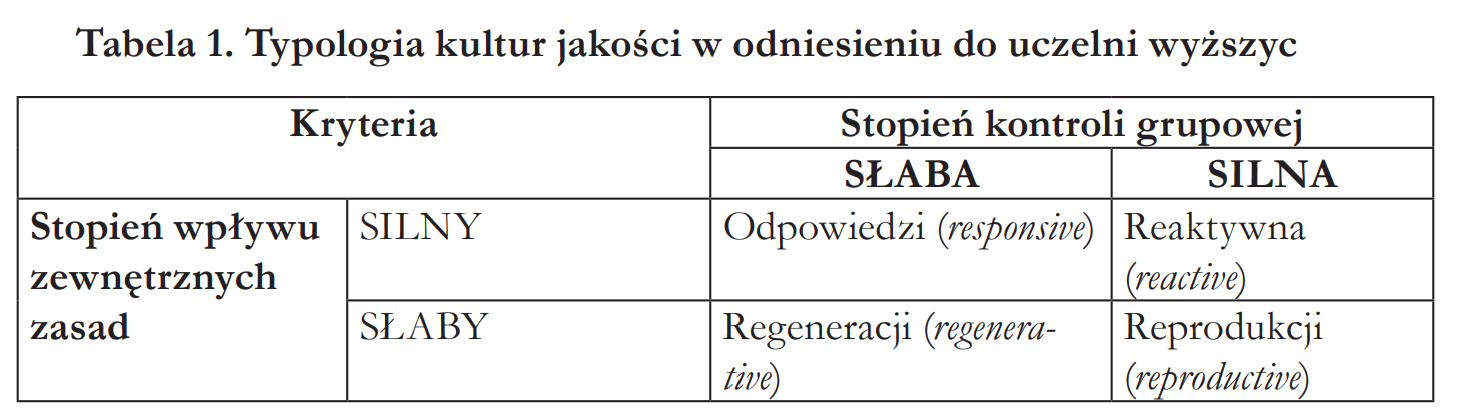 Tabela 1. Typologia kultur jakości w odniesieniu do uczelni wyższyc
Kryteria
Stopień kontroli grupowej
SŁABA
SILNA
Stopień wpływu
zewnętrznych
zasad
SILNY
Odpowiedzi (responsive)
Reaktywna
(reactive)
SŁABY
Regeneracji (regenera-
tive)
Reprodukcji
(reproductive)